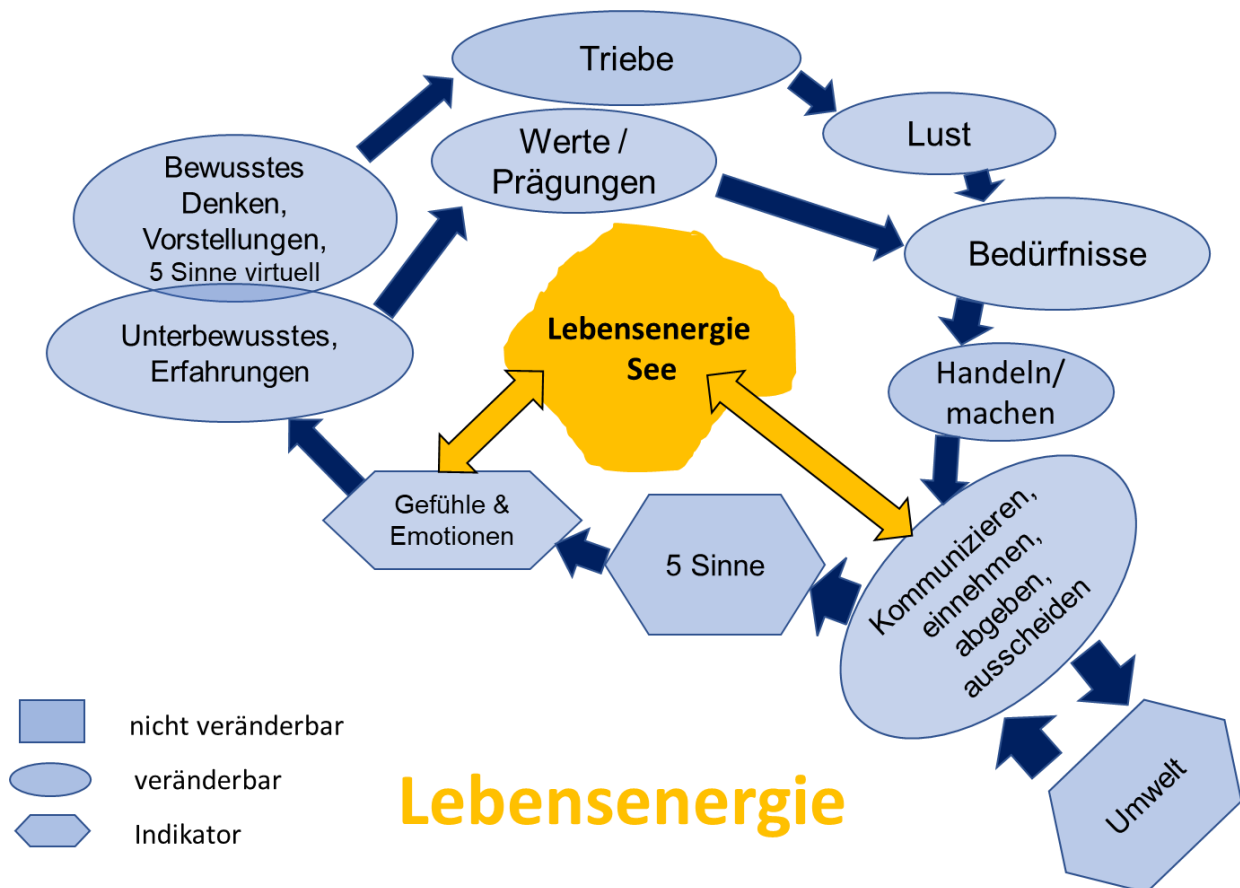 Triebe
Lust
Werte /
Prägungen
Bewusstes
Denken,
Vorstellungen,
5 Sinne virtuell
Bedürfnisse
Unterbewusstes,
Erfahrungen
Lebensenergie
See
Handeln/
machen
Gefühle &
Emotionen
5 Sinne
Kommunizieren,
einnehmen,
abgeben,
ausscheiden
Umwelt
nicht veränderbar
veränderbar
Indikator
Lebensenergie